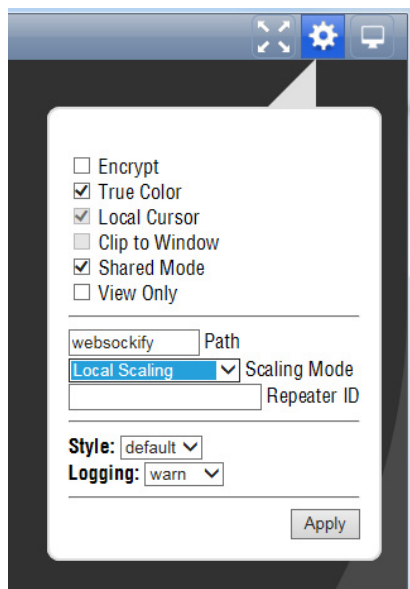 Encrypt
True Color
Local Cursor
Clip to Window
Shared Mode
View Only
websockify Path
Local Scaling Scaling Mode
Repeater ID
Style: default
Logging: warn
Apply